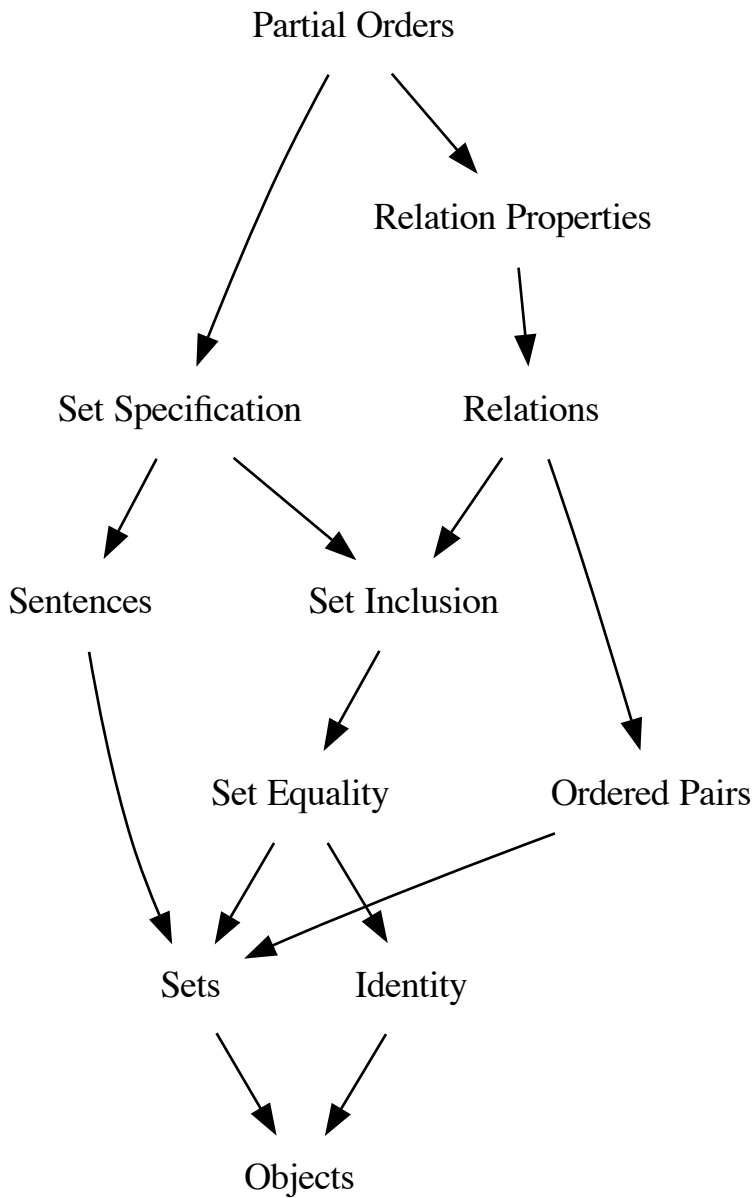 Partial Orders
Relation Properties
Set Specification
Relations
Sentences
Set Inclusion
Set Equality
Ordered Pairs
Sets
Identity
Objects